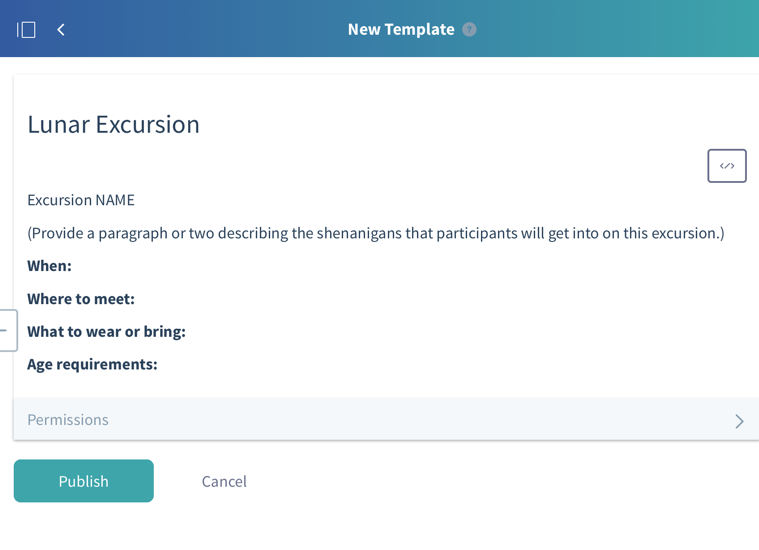 New Template ?
Lunar Excursion
Excursion NAME
(Provide a paragraph or two describing the shenanigans that participants will get into on this excursion.)
When:
Where to meet:
What to wear or bring:
Age requirements:
Permissions
Publish Cancel